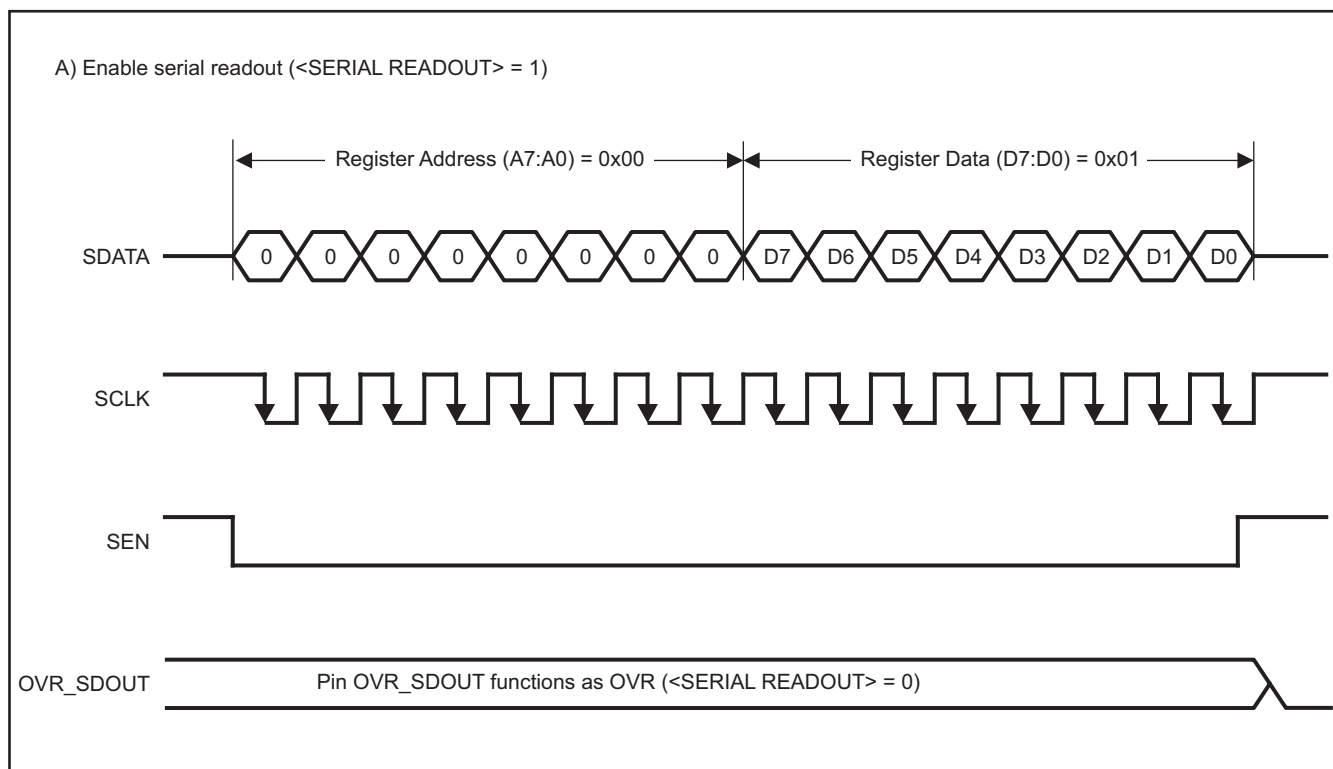 A) Enable serial readout (<SERIAL READOUT> = 1)
Register Address (A7:A0) = 0x00 Register Data (D7:D0) = 0x01
SDATA 0 0 0 0 0 0 0 0 D7 D6 D5 D4 D3 D2 D1 D0
SCLK
SEN
OVR_SDOUT Pin OVR_SDOUT functions as OVR (<SERIAL READOUT> = 0)